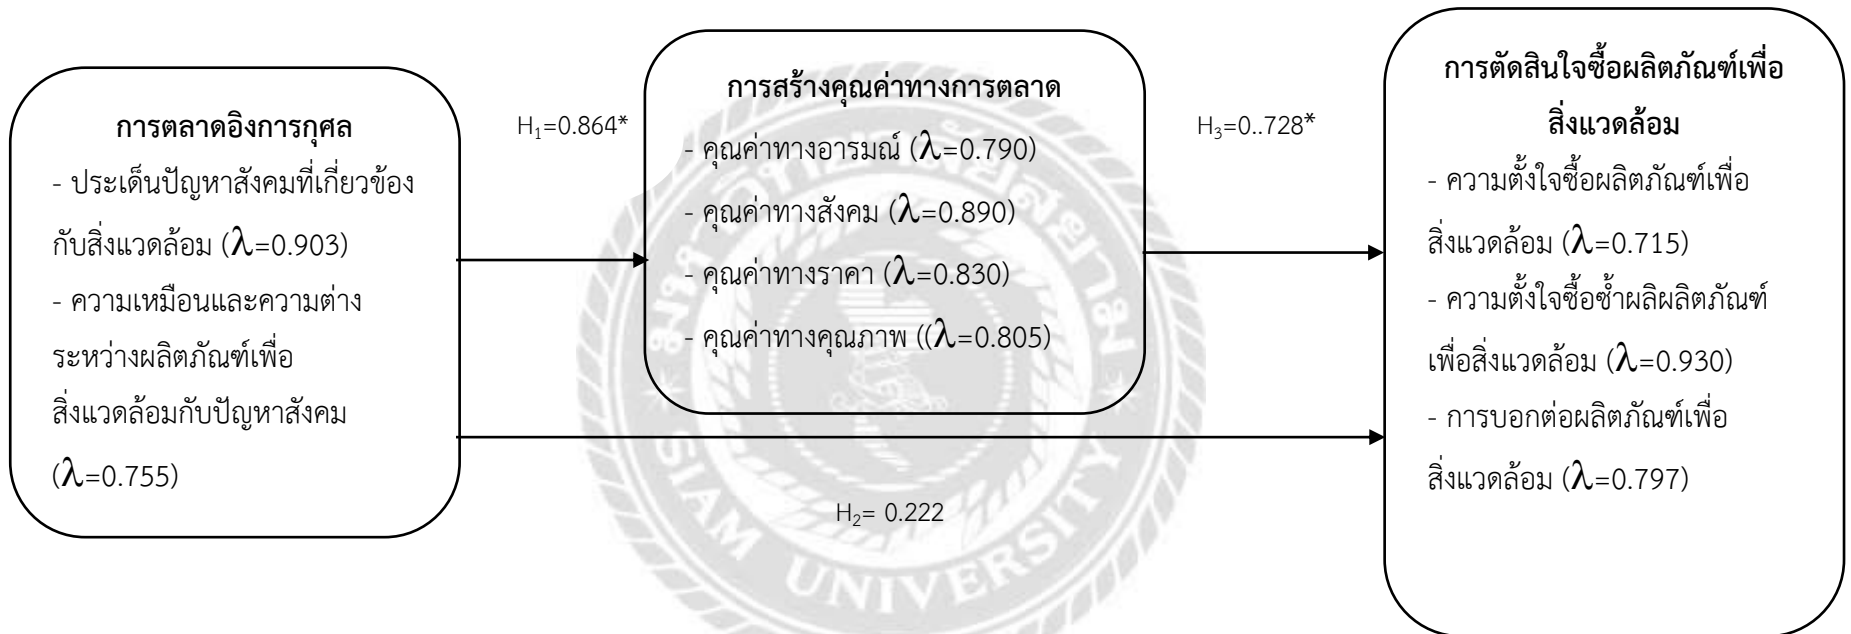 การตลาดอิงการกุศล
- ประเด็นปัญหาสังคมที่เกี่ยวข้อง
กับสิ่งแวดล้อม (λ=0.903)
- ความเหมือนและความต่าง
ระหว่างผลิตภัณฑ์เพื่อ
สิ่งแวดล้อมกับปัญหาสังคม
(λ=0.755)
H₁=0.864*
การสร้างคุณค่าทางการตลาด
- คุณค่าทางอารมณ์ (λ=0.790)
- คุณค่าทางสังคม (λ=0.890)
- คุณค่าทางราคา (λ=0.830)
- คุณค่าทางคุณภาพ ((λ=0.805)
H₃=0..728*
การตัดสินใจซื้อผลิตภัณฑ์เพื่อ
สิ่งแวดล้อม
- ความตั้งใจซื้อผลิตภัณฑ์เพื่อ
สิ่งแวดล้อม (λ=0.715)
- ความตั้งใจซื้อซ้ำผลิผลิตภัณฑ์
เพื่อสิ่งแวดล้อม (λ=0.930)
- การบอกต่อผลิตภัณฑ์เพื่อ
สิ่งแวดล้อม (λ=0.797)
H₂= 0.222
มหาวิทยาลัยสยาม
SIAM UNIVERSITY